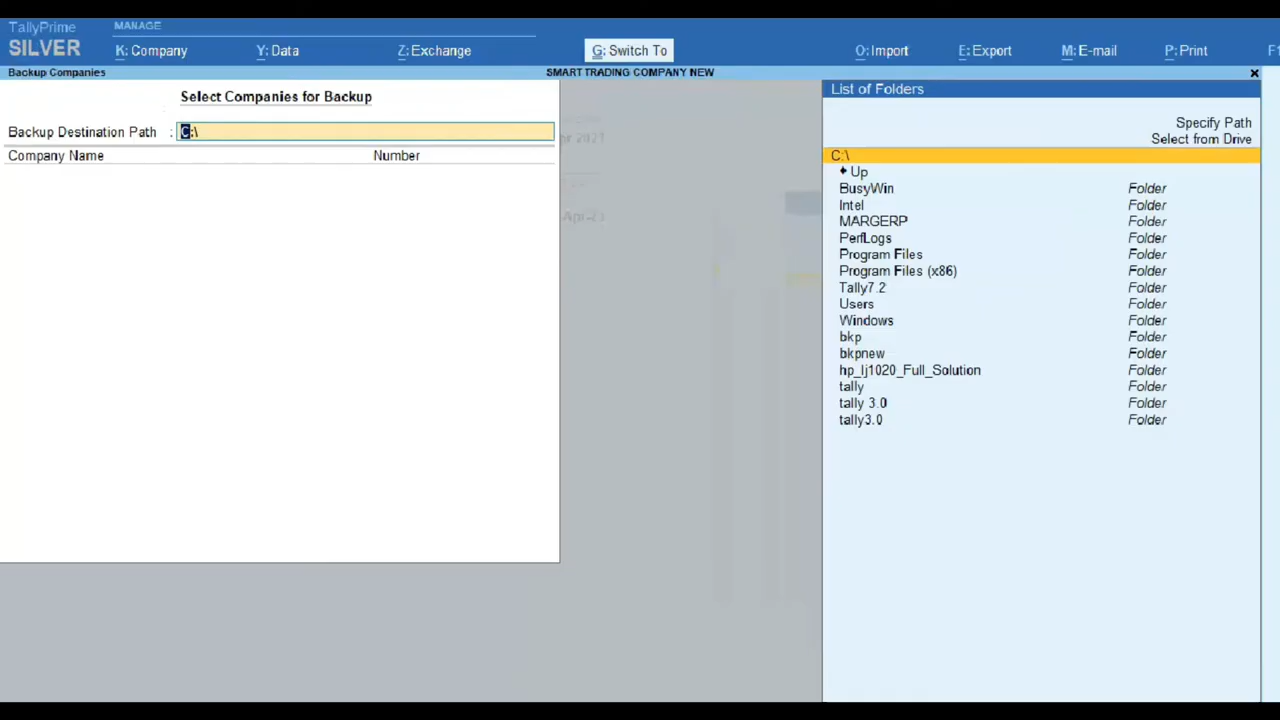 TallyPrime
MANAGE
SILVER
K: Company
Y: Data
Z: Exchange
G: Switch To
O: Import
E: Export
M: E-mail
P: Print
F1
Backup Companies
SMART TRADING COMPANY NEW
×
Select Companies for Backup
Backup Destination Path : C:\
Company Name Number
List of Folders
Specify Path
Select from Drive
C:\
♦ Up
BusyWin Folder
Intel Folder
MARGERP Folder
PerfLogs Folder
Program Files Folder
Program Files (x86) Folder
Tally7.2 Folder
Users Folder
Windows Folder
bkp Folder
bkpnew Folder
hp_lj1020_Full_Solution Folder
tally Folder
tally 3.0 Folder
tally3.0 Folder